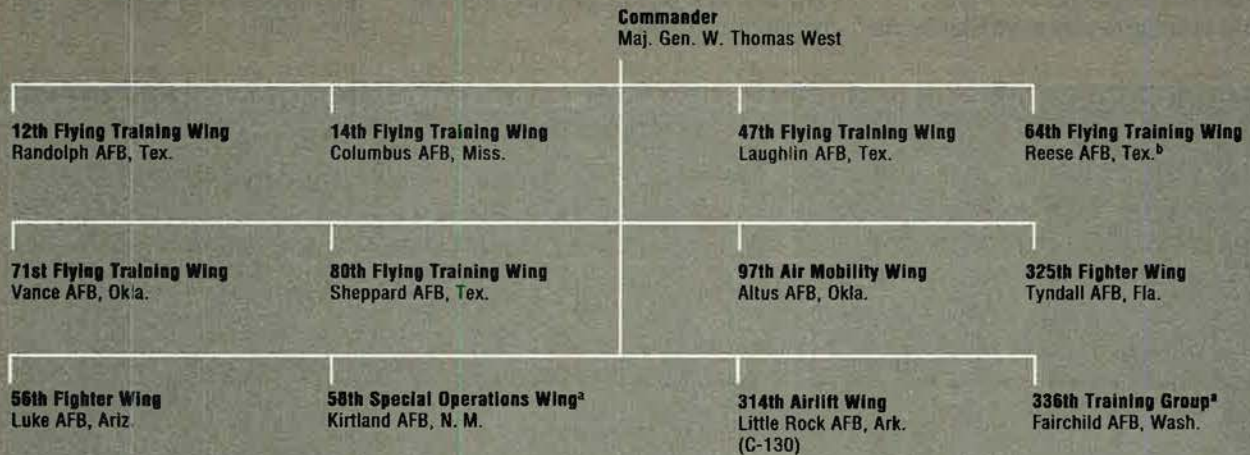 Commander
Maj. Gen. W. Thomas West
12th Flying Training Wing
Randolph AFB, Tex.
14th Flying Training Wing
Columbus AFB, Miss.
47th Flying Training Wing
Laughlin AFB, Tex.
64th Flying Training Wing
Reese AFB, Tex.ᵇ
71st Flying Training Wing
Vance AFB, Okla.
80th Flying Training Wing
Sheppard AFB, Tex.
97th Air Mobility Wing
Altus AFB, Okla.
325th Fighter Wing
Tyndall AFB, Fla.
56th Fighter Wing
Luke AFB, Ariz.
58th Special Operations Wingᵃ
Kirtland AFB, N. M.
314th Airlift Wing
Little Rock AFB, Ark.
(C-130)
336th Training Groupᵃ
Fairchild AFB, Wash.